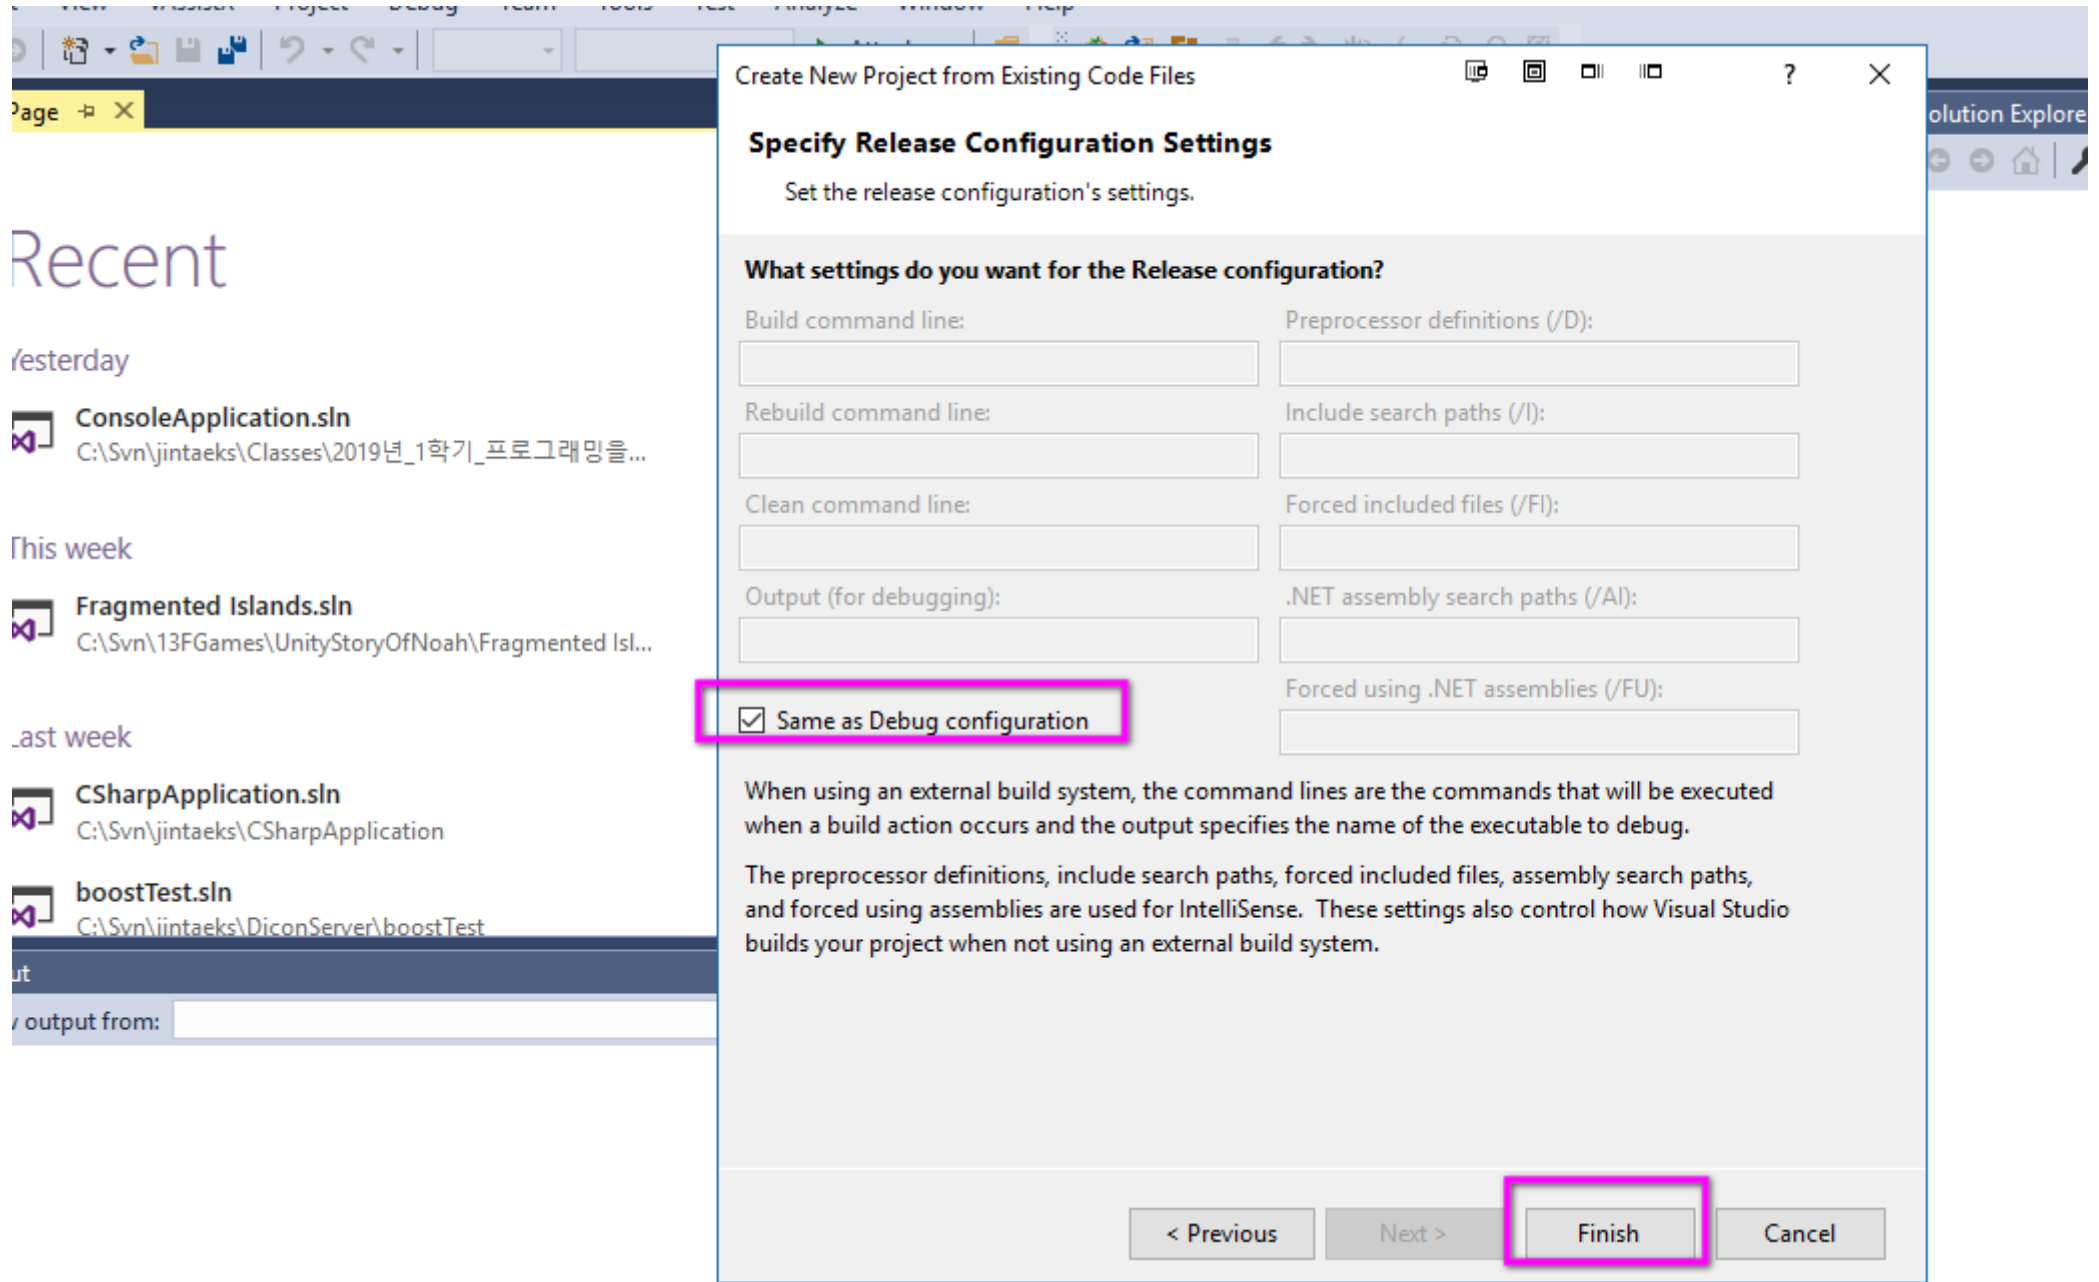 Project
Debug
Tools
Analyze
Window
Help
Page
Recent
Yesterday
ConsoleApplication.sln
C:\Svn\jintaeks\Classes\2019년_1학기_프로그래밍을...
This week
Fragmented Islands.sln
C:\Svn\13FGames\UnityStoryOfNoah\Fragmented Isl...
Last week
CSharpApplication.sln
C:\Svn\jintaeks\CSharpApplication
boostTest.sln
C:\Svn\jintaeks\DiconServer\boostTest
ut
output from:
Create New Project from Existing Code Files
?
Specify Release Configuration Settings
Set the release configuration's settings.
What settings do you want for the Release configuration?
Build command line:
Preprocessor definitions (/D):
Rebuild command line:
Include search paths (/I):
Clean command line:
Forced included files (/FI):
Output (for debugging):
.NET assembly search paths (/AI):
Forced using .NET assemblies (/FU):
Same as Debug configuration
When using an external build system, the command lines are the commands that will be executed
when a build action occurs and the output specifies the name of the executable to debug.
The preprocessor definitions, include search paths, forced included files, assembly search paths,
and forced using assemblies are used for IntelliSense.  These settings also control how Visual Studio
builds your project when not using an external build system.
< Previous
Next >
Finish
Cancel
olution Explore